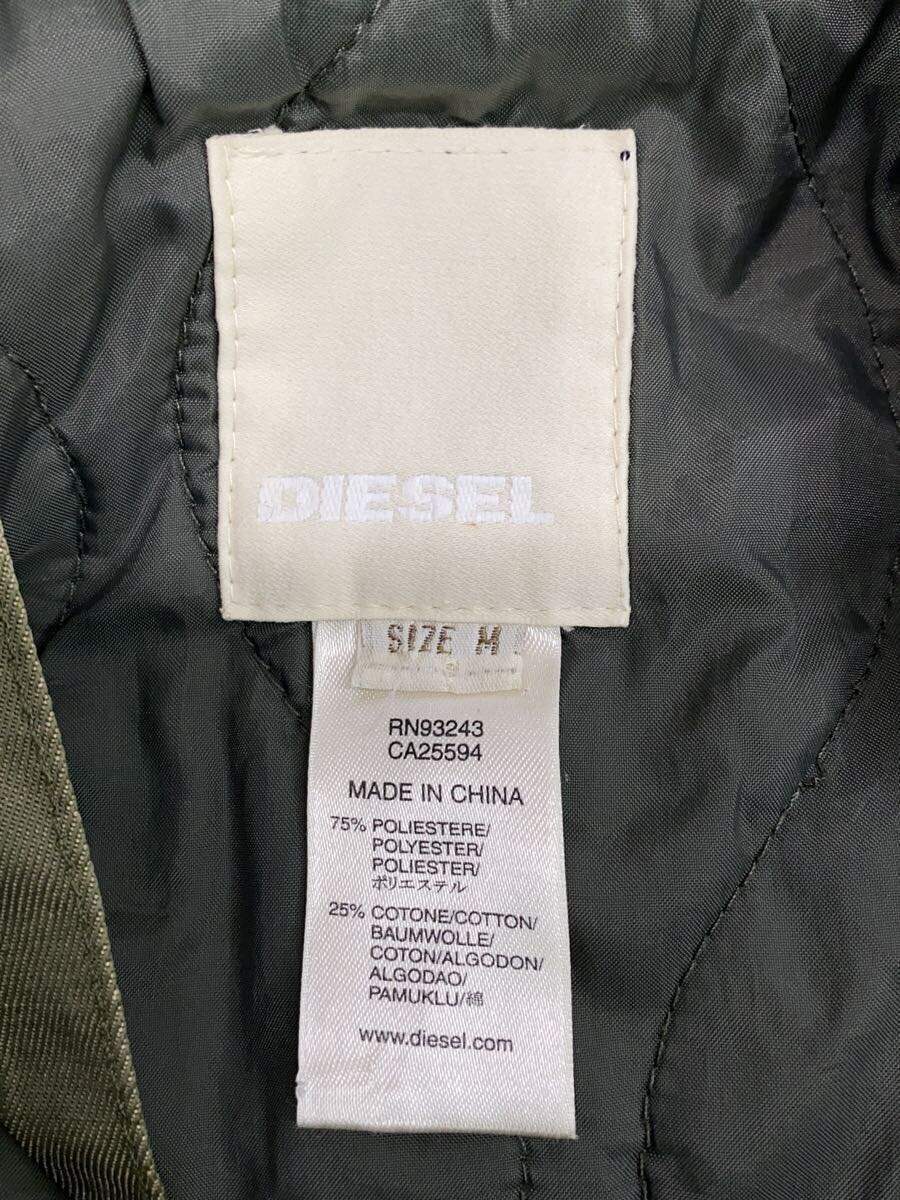 DIESEL
SIZE M
RN93243
CA25594
MADE IN CHINA
75% POLIESTERE/
POLYESTER/
POLIESTER/
ポリエステル
25% COTONE/COTTON/
BAUMWOLLE/
COTON/ALGODON/
ALGODAO/
PAMUKLU/綿
www.diesel.com